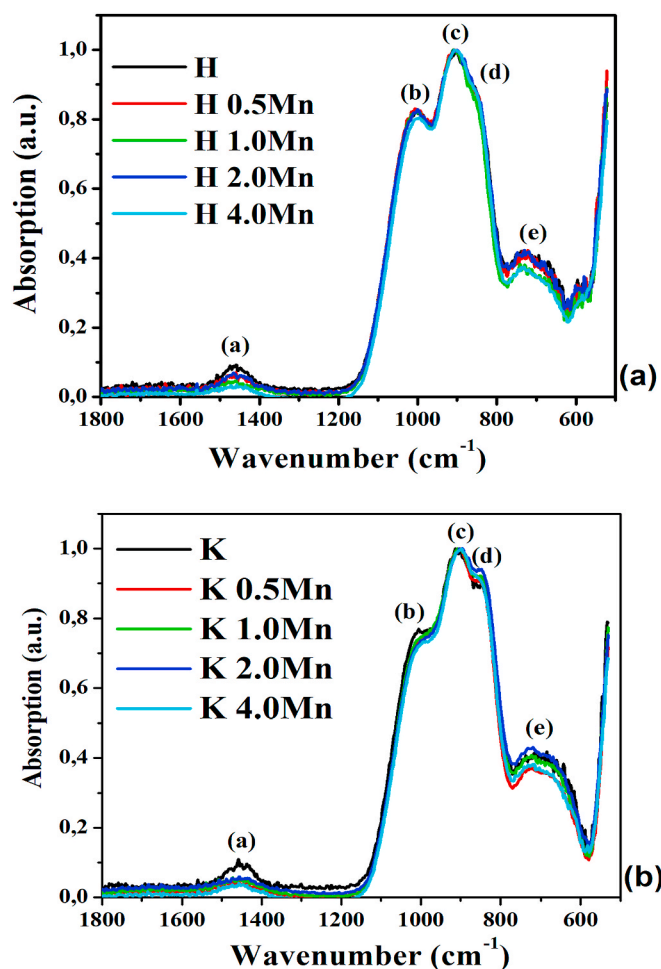 (c)
1,0
H
(d)
(b)
0,8
H 0.5Mn
H 1.0Mn
0,6
H 2.0Mn
H 4.0Mn
(e)
0,4
0,2
(a)
0,0
(a)
1800 1600 1400 1200 1000 800 600
Wavenumber (cm-1)
Absorption (a.u.)
(c)
1,0
K
(d)
K 0.5Mn
(b)
0,8
K 1.0Mn
K 2.0Mn
0,6
K 4.0Mn
(e)
0,4
0,2
(a)
0,0
(b)
1800 1600 1400 1200 1000 800 600
Wavenumber (cm-1)
Absorption (a.u.)